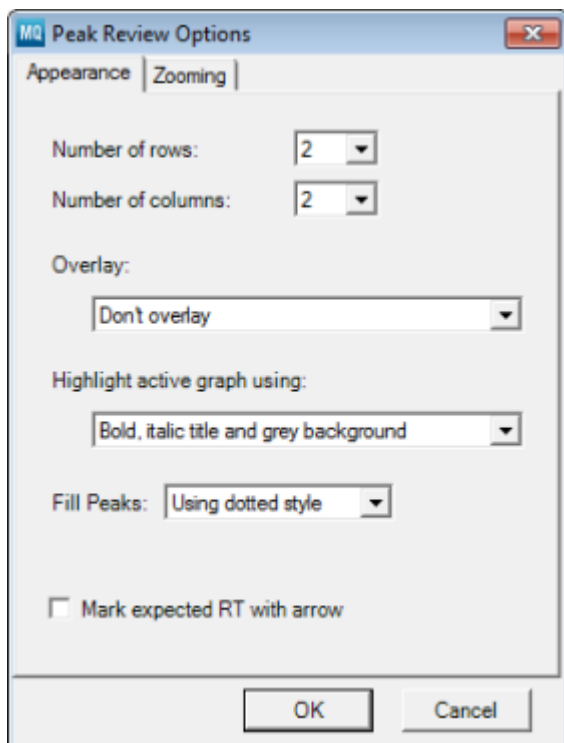 MQ Peak Review Options
Appearance Zooming
Number of rows: 2
Number of columns: 2
Overlay:
Don't overlay
Highlight active graph using:
Bold, italic title and grey background
Fill Peaks: Using dotted style
Mark expected RT with arrow
OK Cancel